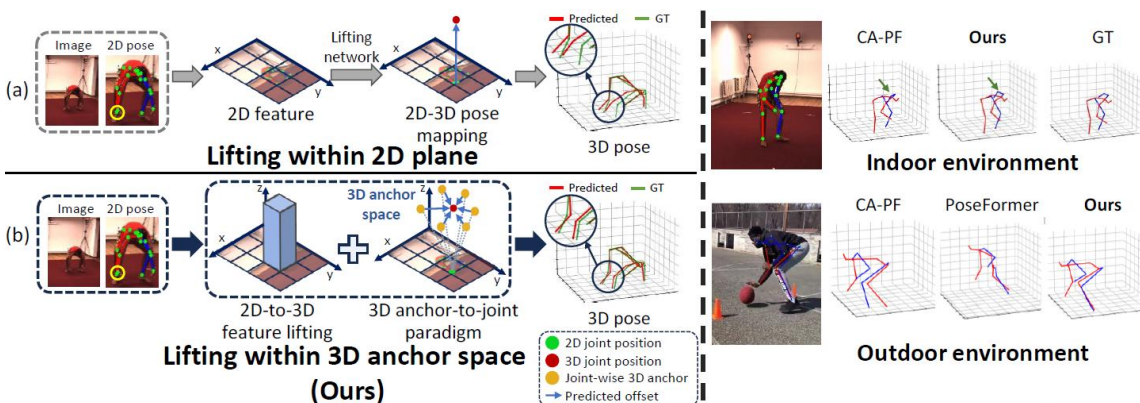 (a)
Image
2D pose
x
y
2D feature
Lifting
network
x
y
2D-3D pose
mapping
Predicted
GT
3D pose
Lifting within 2D plane
(b)
Image
2D pose
z
x
y
2D-to-3D
feature lifting
3D anchor
space
z
x
y
3D anchor-to-joint
paradigm
Predicted
GT
3D pose
Lifting within 3D anchor space
(Ours)
2D joint position
3D joint position
Joint-wise 3D anchor
Predicted offset
CA-PF
Ours
GT
Indoor environment
CA-PF
PoseFormer
Ours
Outdoor environment